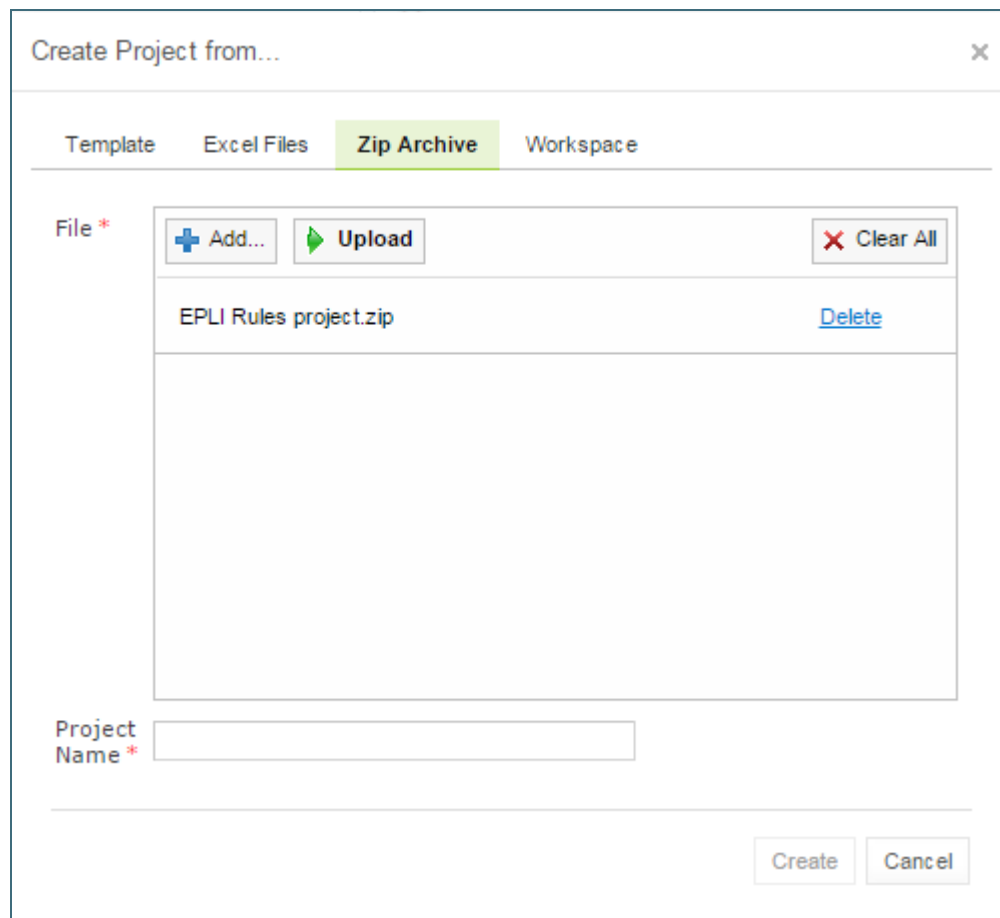 Create Project from...
Template Excel Files Zip Archive Workspace
File * Add... Upload Clear All
EPLI Rules project.zip Delete
Project
Name *
Create Cancel